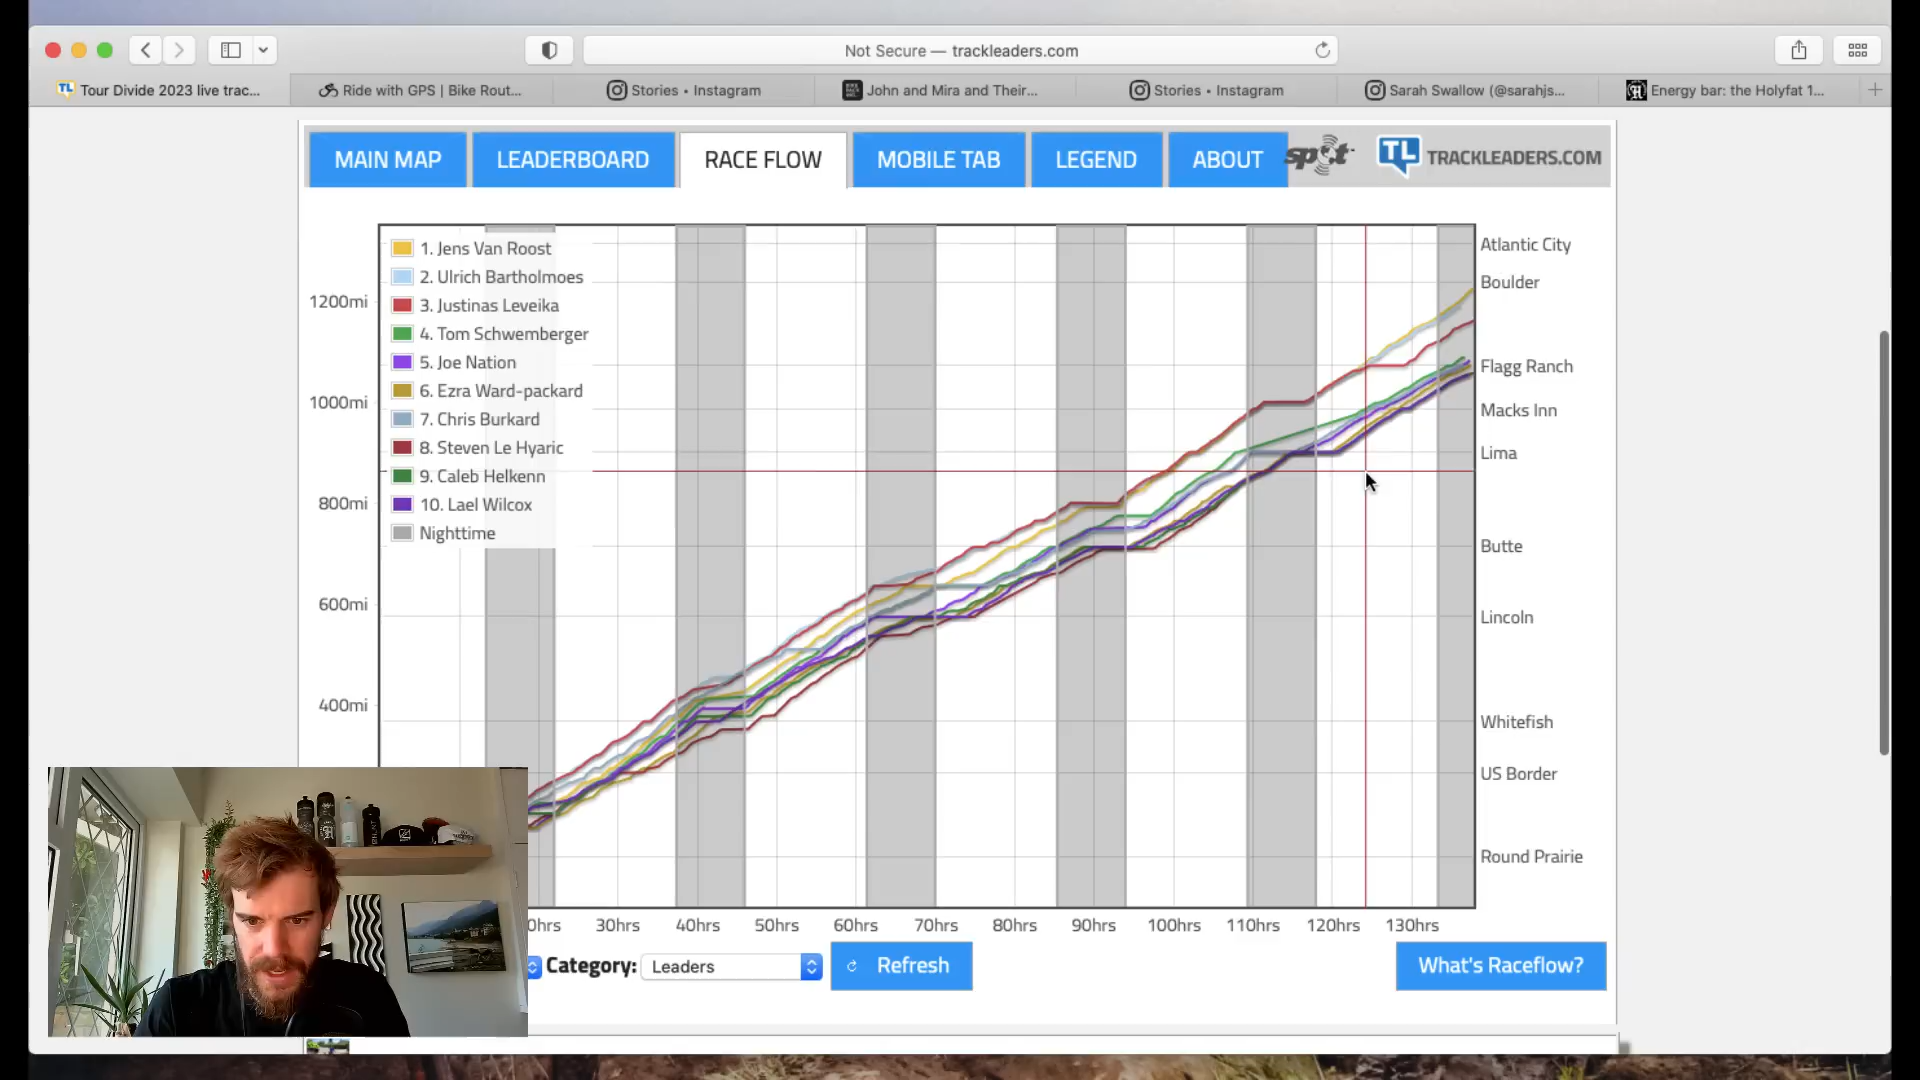 Not Secure — trackleaders.com
Tour Divide 2023 live trac...
Ride with GPS | Bike Rout...
Stories • Instagram
John and Mira and Their...
Stories • Instagram
Sarah Swallow (@sarahjs...
Energy bar: the Holyfat 1...
MAIN MAP
LEADERBOARD
RACE FLOW
MOBILE TAB
LEGEND
ABOUT
spot
TL
TRACKLEADERS.COM
1. Jens Van Roost
2. Ulrich Bartholmoes
3. Justinas Leveika
4. Tom Schwemberger
5. Joe Nation
6. Ezra Ward-packard
7. Chris Burkard
8. Steven Le Hyaric
9. Caleb Helkenn
10. Lael Wilcox
Nighttime
1200mi
1000mi
800mi
600mi
400mi
Atlantic City
Boulder
Flagg Ranch
Macks Inn
Lima
Butte
Lincoln
Whitefish
US Border
Round Prairie
0hrs
30hrs
40hrs
50hrs
60hrs
70hrs
80hrs
90hrs
100hrs
110hrs
120hrs
130hrs
Category:
Leaders
Refresh
What's Raceflow?